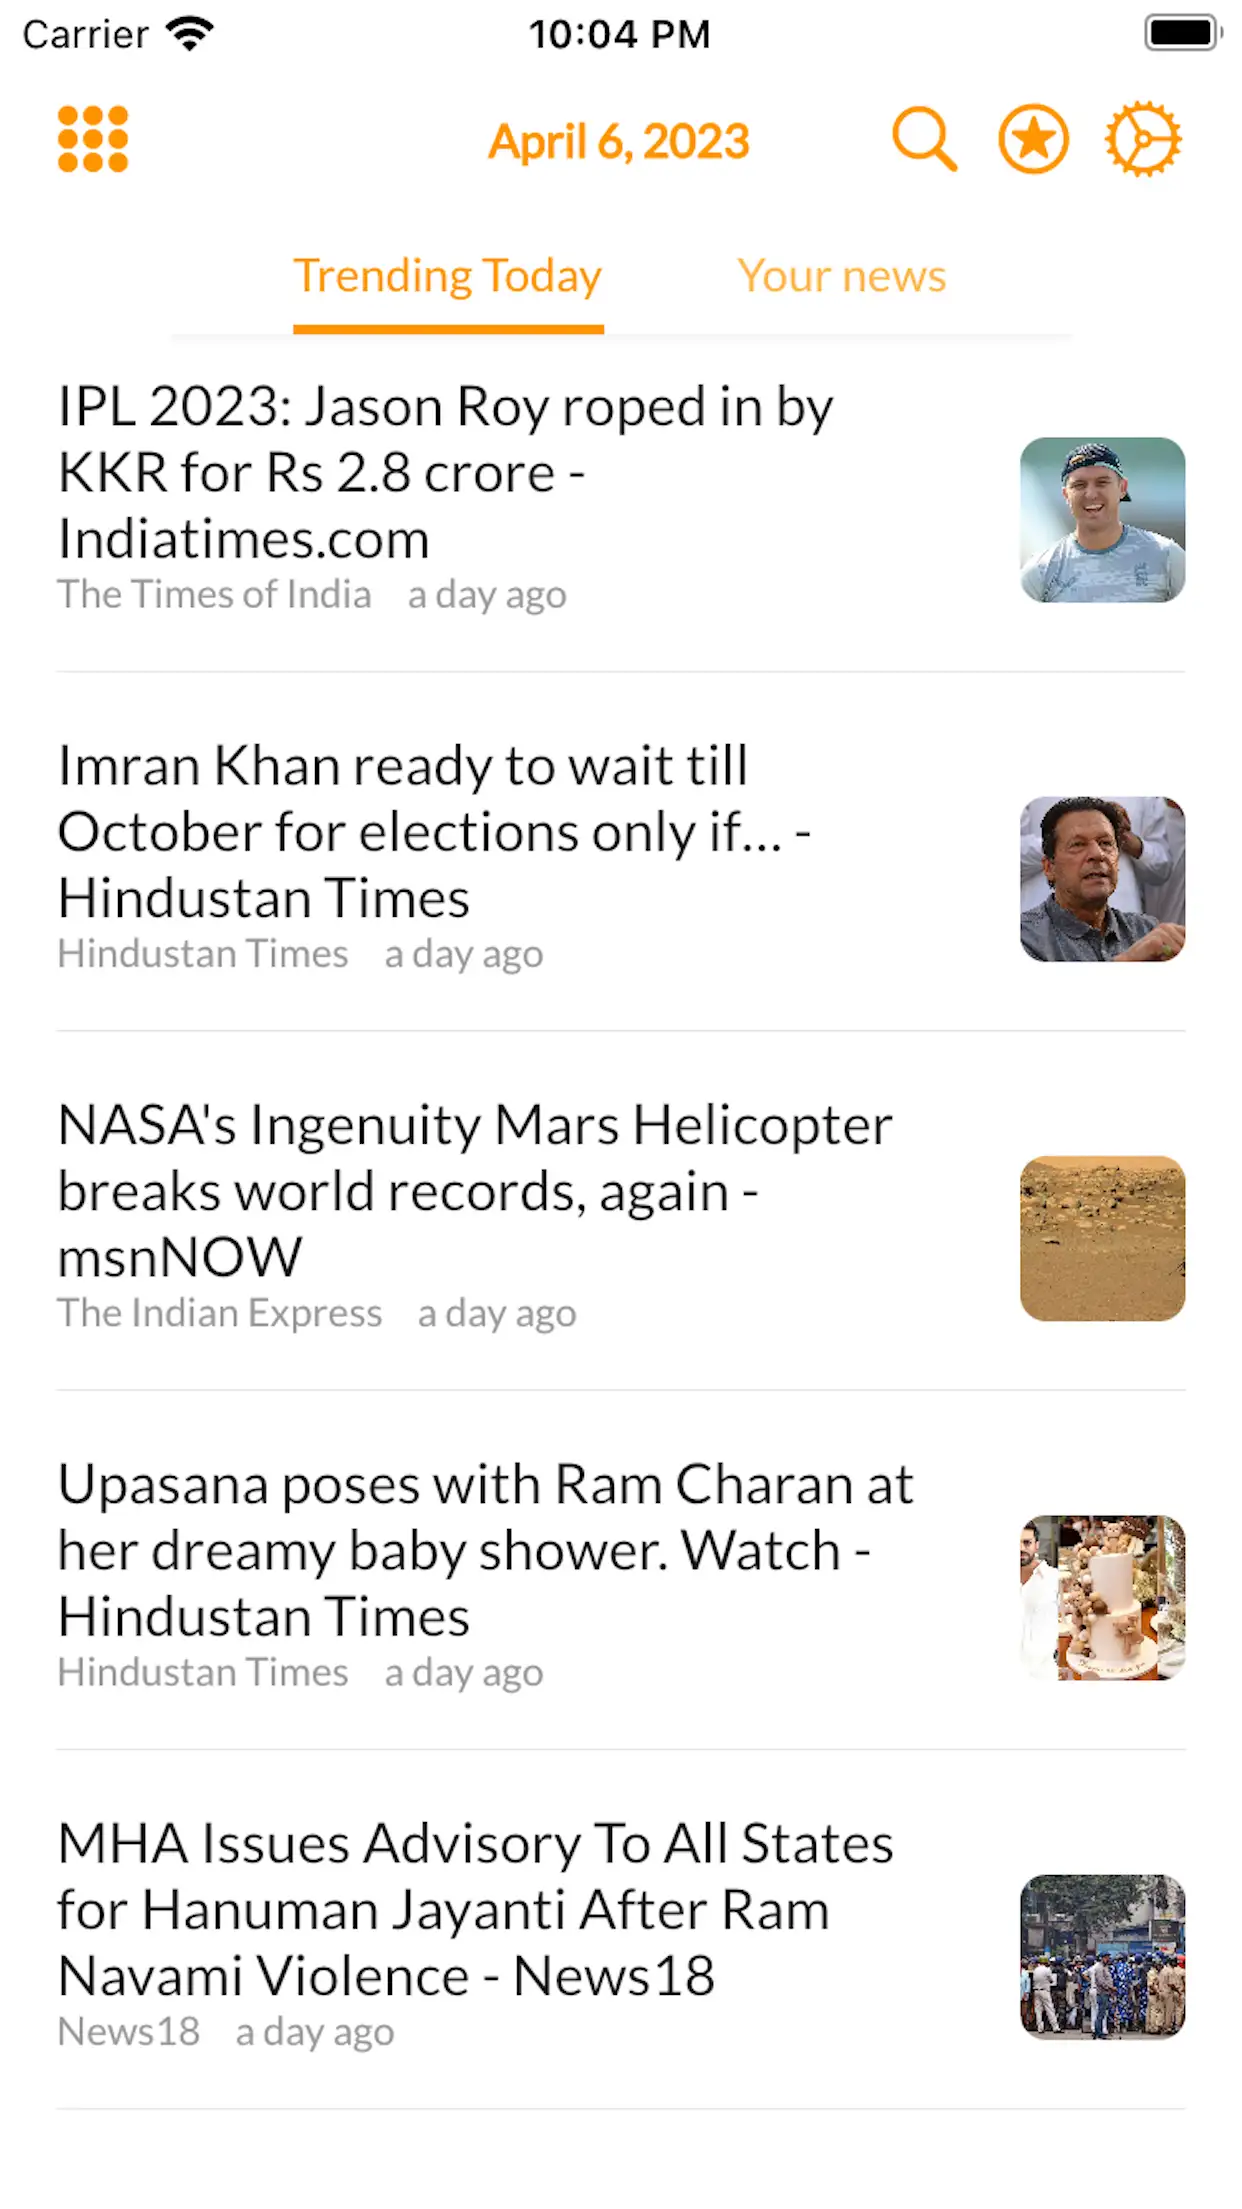 Carrier 10:04 PM
April 6, 2023
Trending Today Your news
IPL 2023: Jason Roy roped in by
KKR for Rs 2.8 crore -
Indiatimes.com
The Times of India a day ago
Imran Khan ready to wait till
October for elections only if... -
Hindustan Times
Hindustan Times a day ago
NASA's Ingenuity Mars Helicopter
breaks world records, again -
msnNOW
The Indian Express a day ago
Upasana poses with Ram Charan at
her dreamy baby shower. Watch -
Hindustan Times
Hindustan Times a day ago
MHA Issues Advisory To All States
for Hanuman Jayanti After Ram
Navami Violence - News18
News18 a day ago